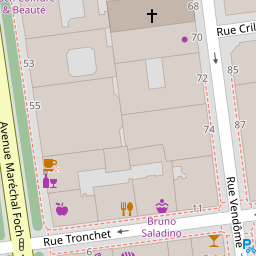 & Beauté
68
Rue Cril
70
53
85
72
55
87
74
Avenue Maréchal Foch
Rue Vendôme
11
Bruno
Saladino
Rue Tronchet
16